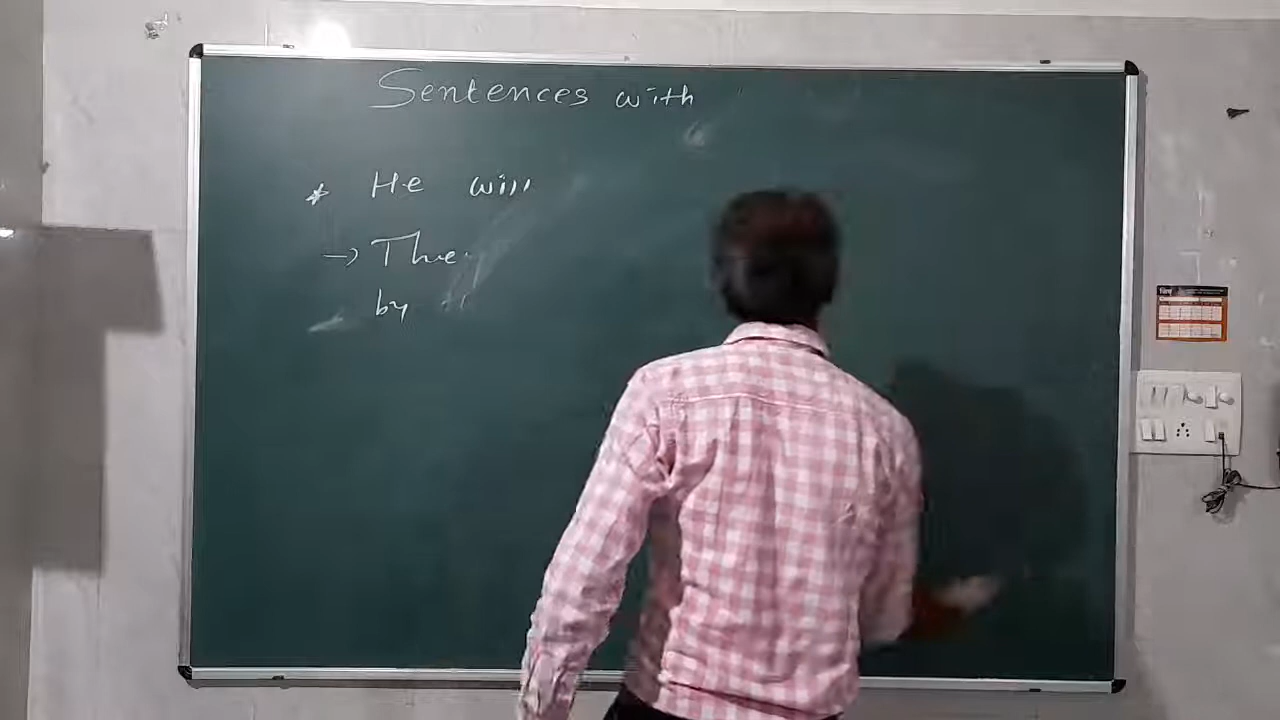 Sentences with
* He will
→ The
by